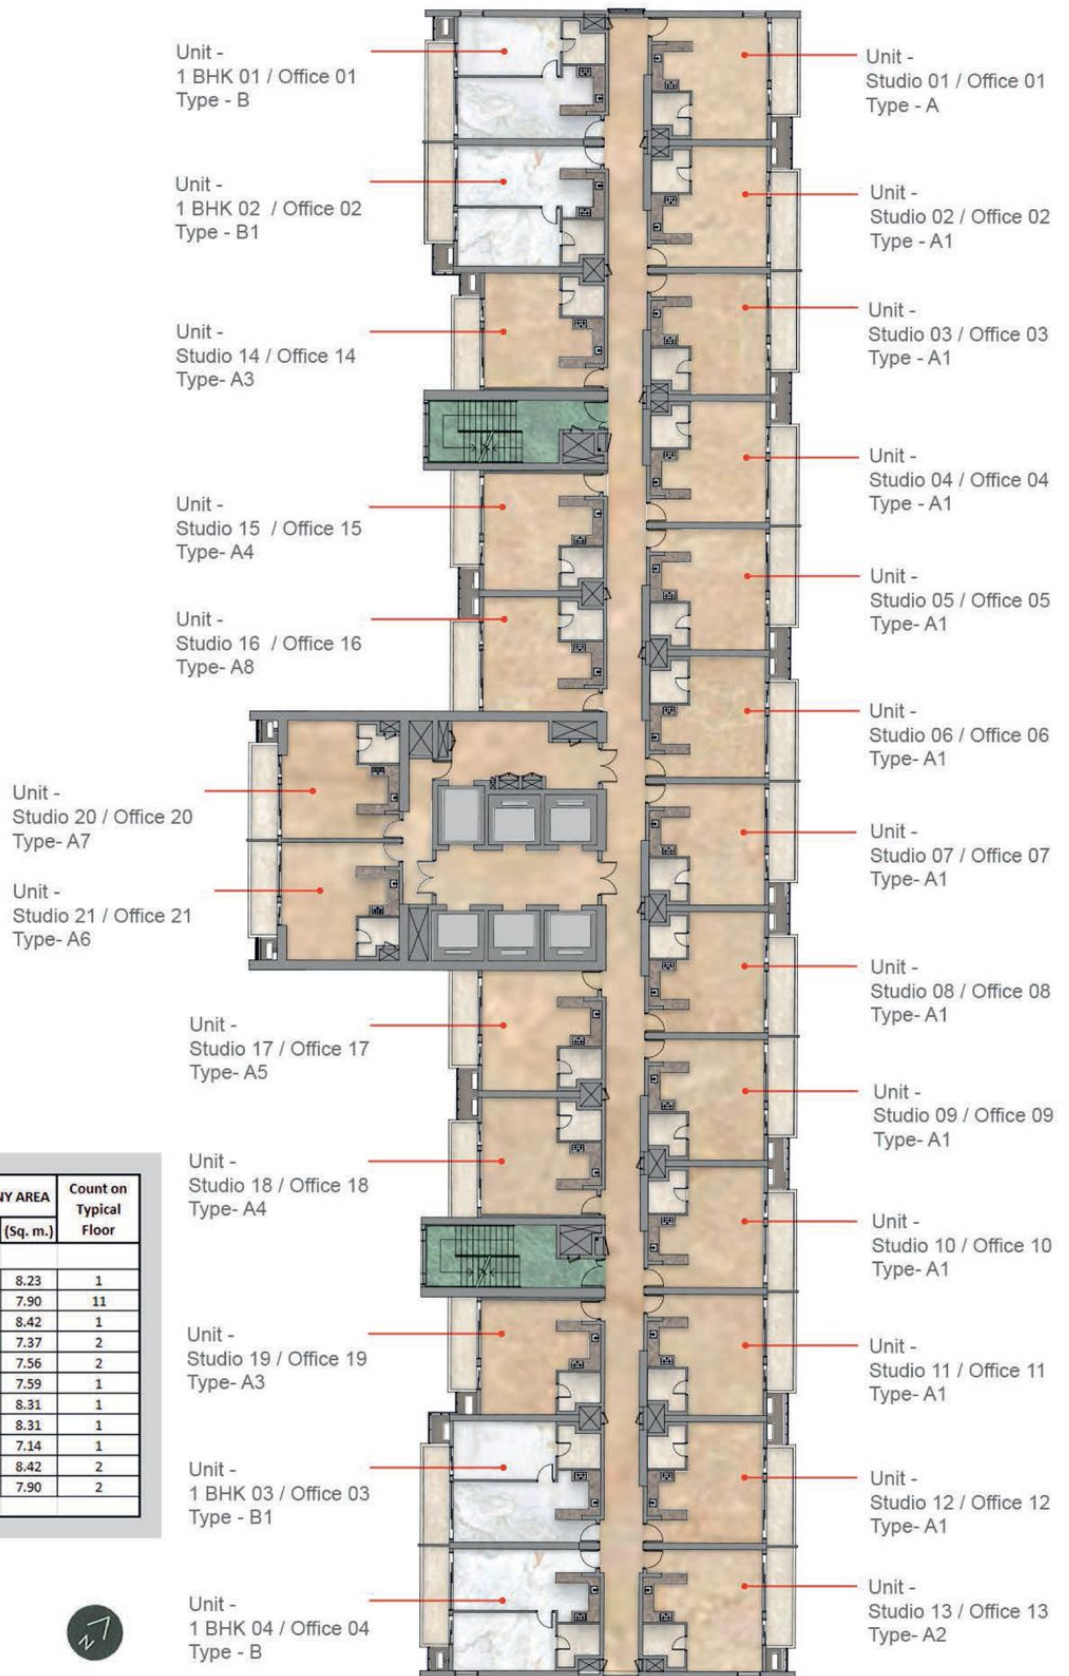 Unit -
1 BHK 01 / Office 01
Type - B
Unit -
1 BHK 02 / Office 02
Type - B1
Unit -
Studio 14 / Office 14
Type- A3
Unit -
Studio 15 / Office 15
Type- A4
Unit -
Studio 16 / Office 16
Type- A8
Unit -
Studio 20 / Office 20
Type- A7
Unit -
Studio 21 / Office 21
Type- A6
Unit -
Studio 17 / Office 17
Type- A5
Unit -
Studio 18 / Office 18
Type- A4
Unit -
Studio 19 / Office 19
Type- A3
Unit -
1 BHK 03 / Office 03
Type - B1
Unit -
1 BHK 04 / Office 04
Type - B
Unit -
Studio 01 / Office 01
Type - A
Unit -
Studio 02 / Office 02
Type - A1
Unit -
Studio 03 / Office 03
Type - A1
Unit -
Studio 04 / Office 04
Type - A1
Unit -
Studio 05 / Office 05
Type- A1
Unit -
Studio 06 / Office 06
Type- A1
Unit -
Studio 07 / Office 07
Type- A1
Unit -
Studio 08 / Office 08
Type- A1
Unit -
Studio 09 / Office 09
Type- A1
Unit -
Studio 10 / Office 10
Type- A1
Unit -
Studio 11 / Office 11
Type- A1
Unit -
Studio 12 / Office 12
Type- A1
Unit -
Studio 13 / Office 13
Type- A2
NY AREA
Count on
Typical
Floor
(Sq. m.)
8.23 1
7.90 11
8.42 1
7.37 2
7.56 2
7.59 1
8.31 1
8.31 1
7.14 1
8.42 2
7.90 2
N